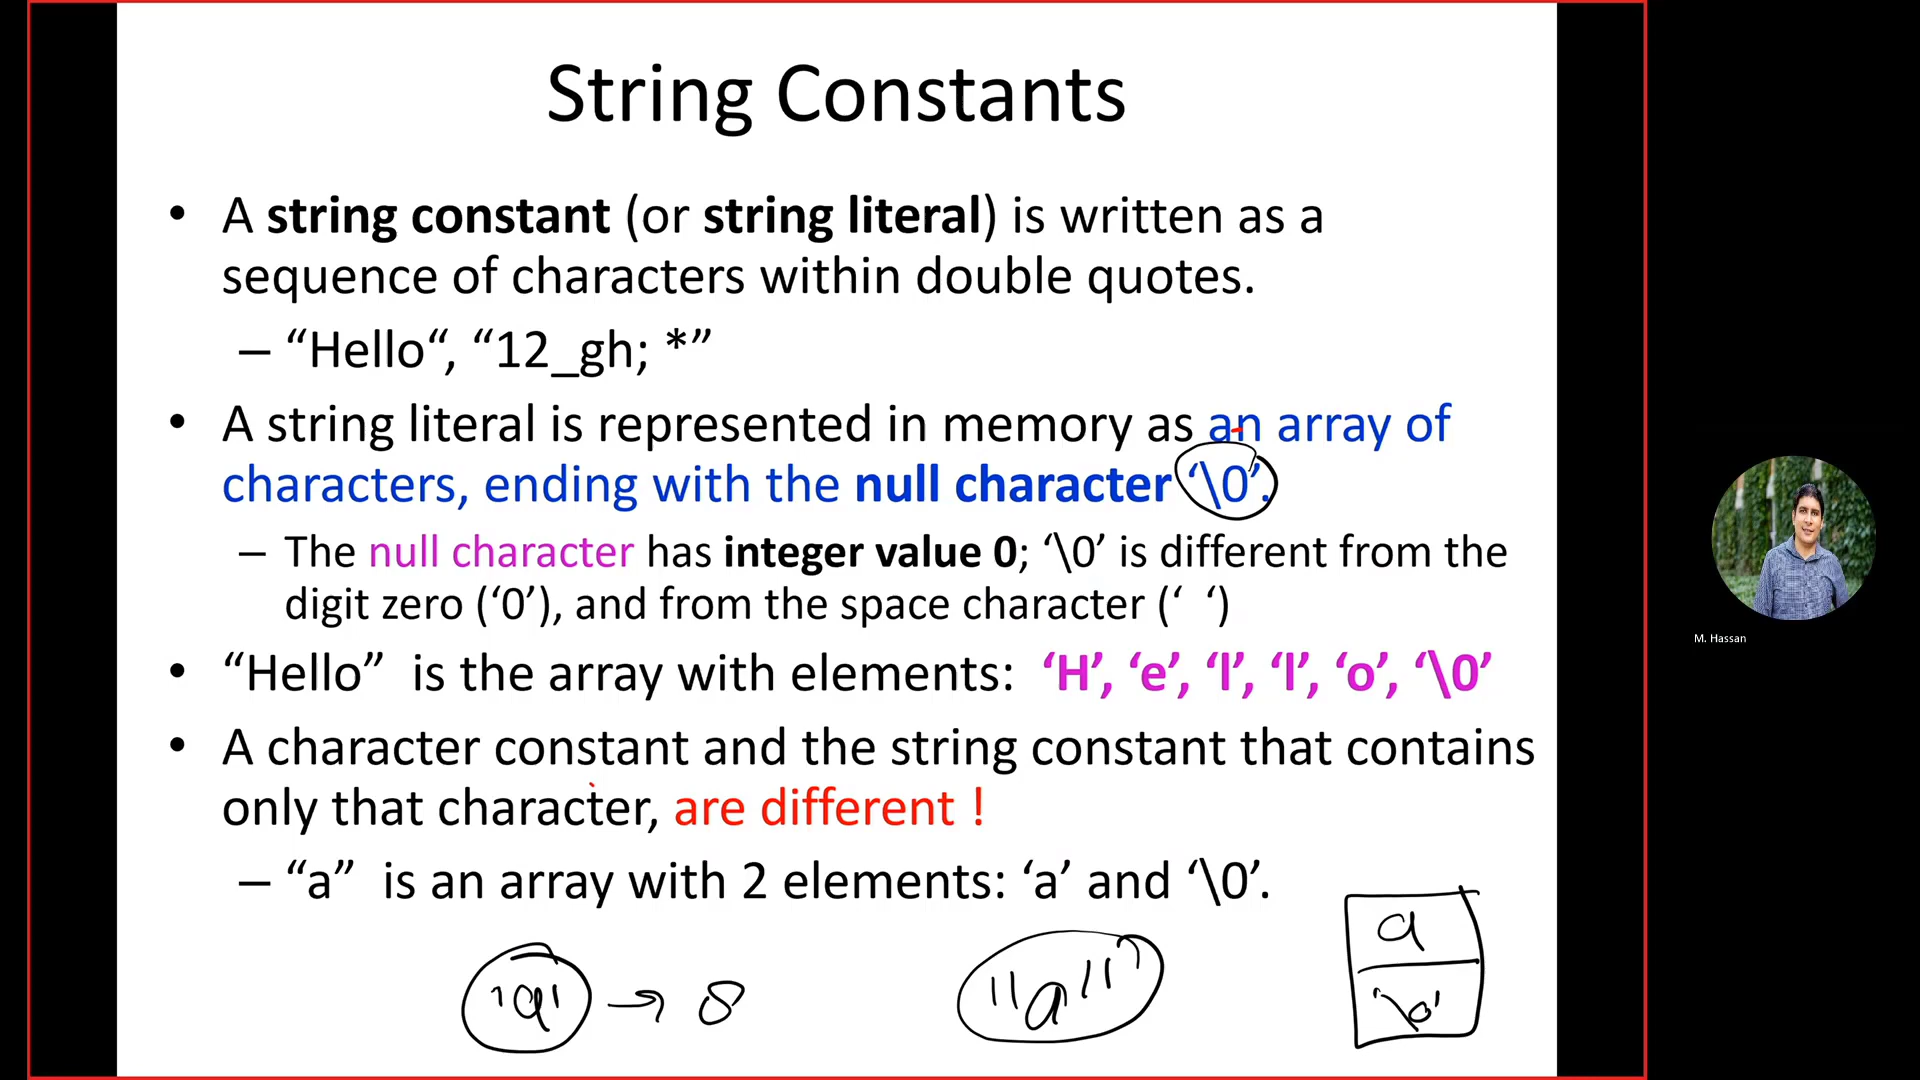 String Constants
• A string constant (or string literal) is written as a
sequence of characters within double quotes.
– “Hello“, “12_gh; *”
• A string literal is represented in memory as an array of
characters, ending with the null character ‘\0’.
– The null character has integer value 0; ‘\0’ is different from the
digit zero (‘0’), and from the space character (‘ ‘)
M. Hassan
• “Hello” is the array with elements: ‘H’, ‘e’, ‘l’, ‘l’, ‘o’, ‘\0’
• A character constant and the string constant that contains
only that character, are different !
– “a” is an array with 2 elements: ‘a’ and ‘\0’.
a
'a' → 8 "a" '\0'